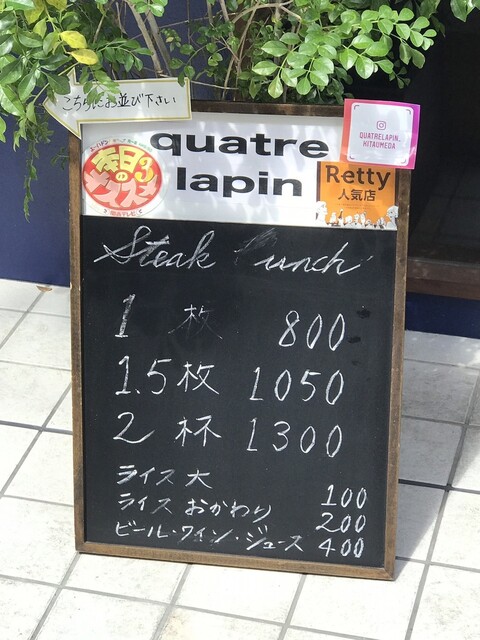 こちらにお並び下さい
quatre
lapin
QUATRELAPIN.
KITAUMEDA
Retty
人気店
Steak Lunch
1 枚 800
1.5枚 1050
2 杯 1300
ライス 大 100
ライス おかわり 200
ビール・ワイン・ジュース 400